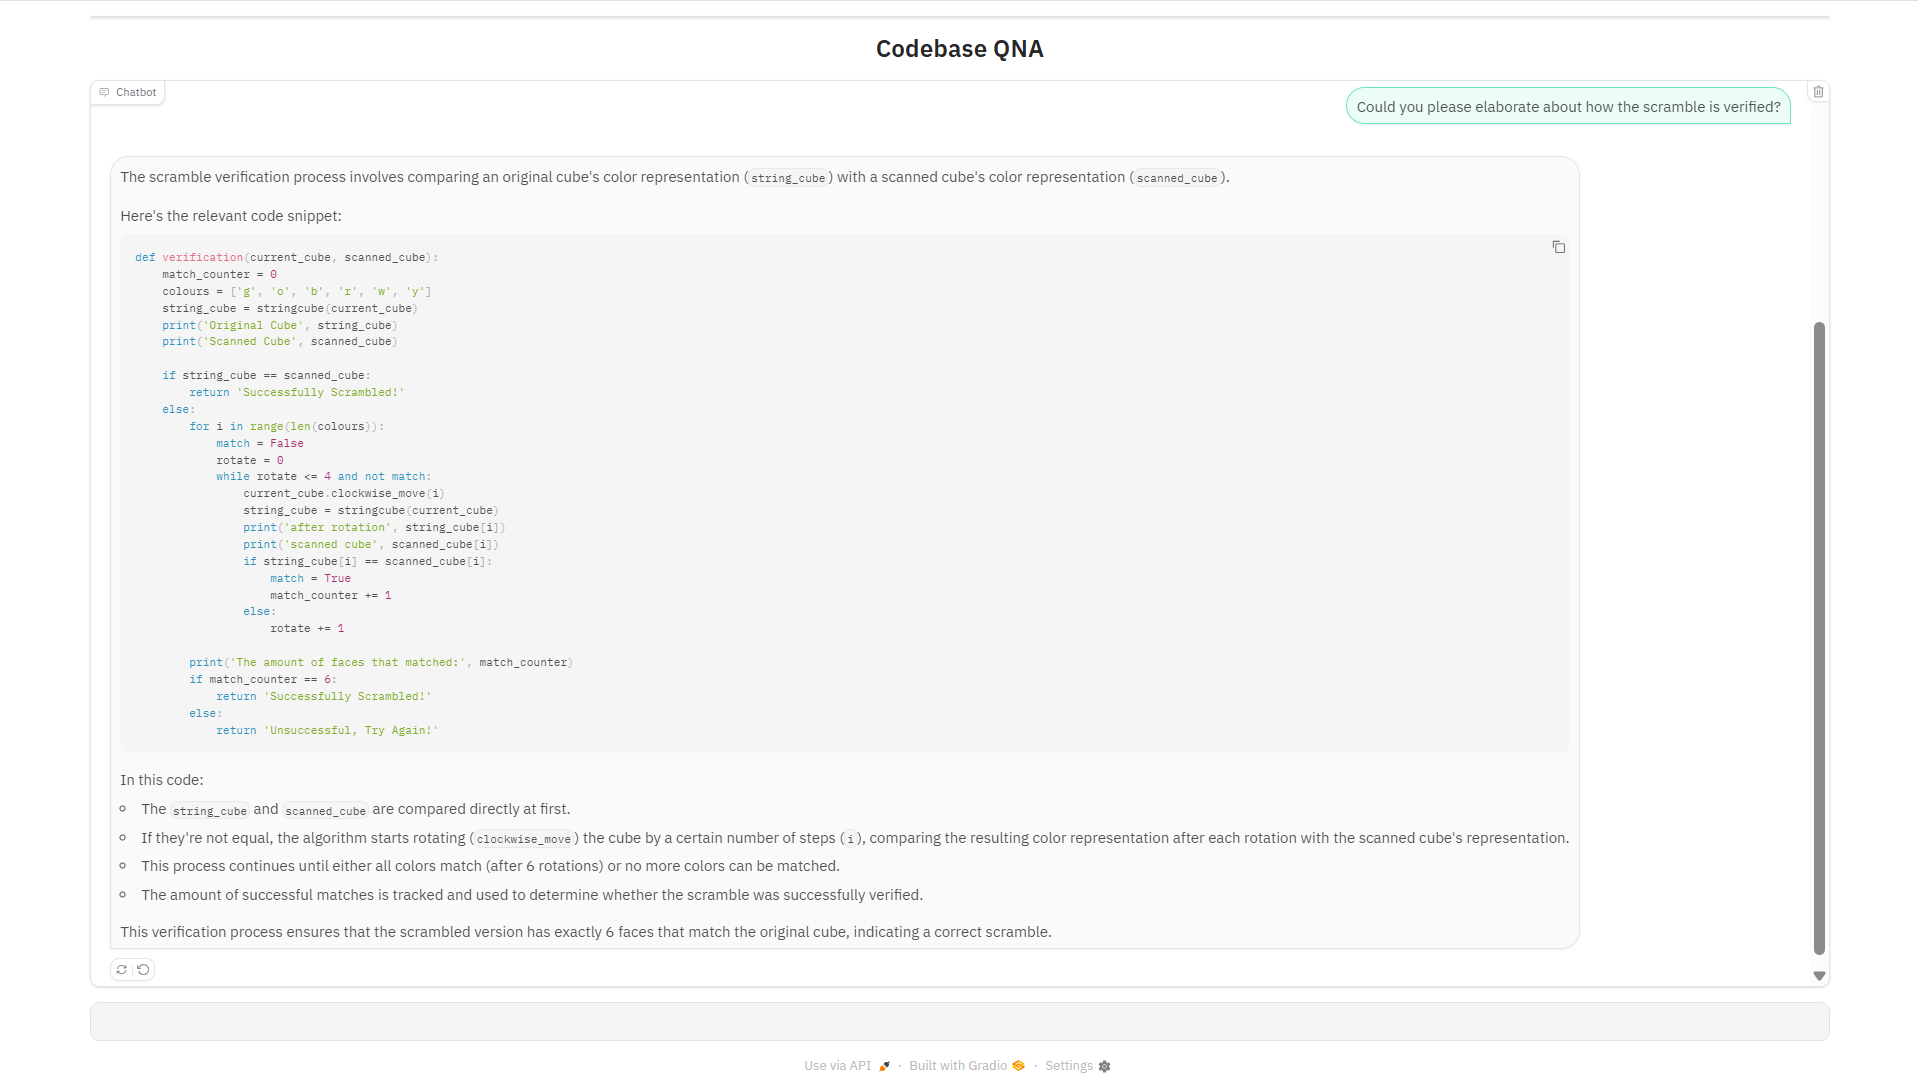 Codebase QNA
Chatbot
Could you please elaborate about how the scramble is verified?
The scramble verification process involves comparing an original cube's color representation (string_cube) with a scanned cube's color representation (scanned_cube).
Here's the relevant code snippet:
def verification(current_cube, scanned_cube):
    match_counter = 0
    colours = ['g', 'o', 'b', 'r', 'w', 'y']
    string_cube = stringcube(current_cube)
    print('Original Cube', string_cube)
    print('Scanned Cube', scanned_cube)
    if string_cube == scanned_cube:
        return 'Successfully Scrambled!'
    else:
        for i in range(len(colours)):
            match = False
            rotate = 0
            while rotate <= 4 and not match:
                current_cube.clockwise_move(i)
                string_cube = stringcube(current_cube)
                print('after rotation', string_cube[i])
                print('scanned cube', scanned_cube[i])
                if string_cube[i] == scanned_cube[i]:
                    match = True
                    match_counter += 1
                else:
                    rotate += 1
        print('The amount of faces that matched:', match_counter)
        if match_counter == 6:
            return 'Successfully Scrambled!'
        else:
            return 'Unsuccessful, Try Again!'
In this code:
The string_cube and scanned_cube are compared directly at first.
If they're not equal, the algorithm starts rotating (clockwise_move) the cube by a certain number of steps (i), comparing the resulting color representation after each rotation with the scanned cube's representation.
This process continues until either all colors match (after 6 rotations) or no more colors can be matched.
The amount of successful matches is tracked and used to determine whether the scramble was successfully verified.
This verification process ensures that the scrambled version has exactly 6 faces that match the original cube, indicating a correct scramble.
Use via API · Built with Gradio · Settings